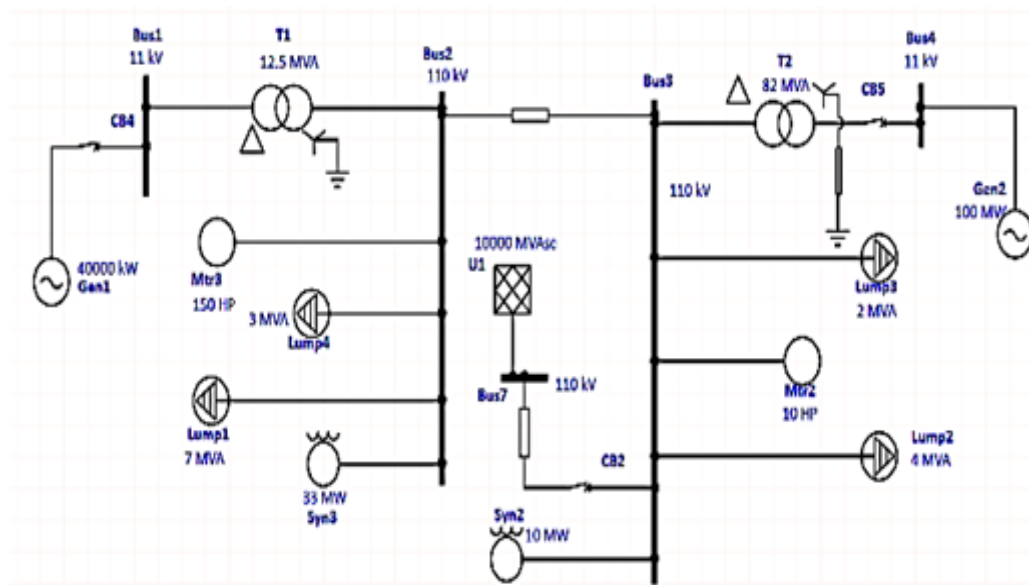 Bus1
11 kV
T1
12.5 MVA
CB4
40000 kW
Gen1
Bus2
110 kV
Mtr3
150 HP
3 MVA
Lump4
Lump1
7 MVA
33 MW
Syn3
10000 MVAsc
U1
Bus7
110 kV
CB2
Syn2
10 MW
Bus3
110 kV
T2
82 MVA
CB5
Bus4
11 kV
Gen2
100 MW
Lump3
2 MVA
Mtr2
10 HP
Lump2
4 MVA